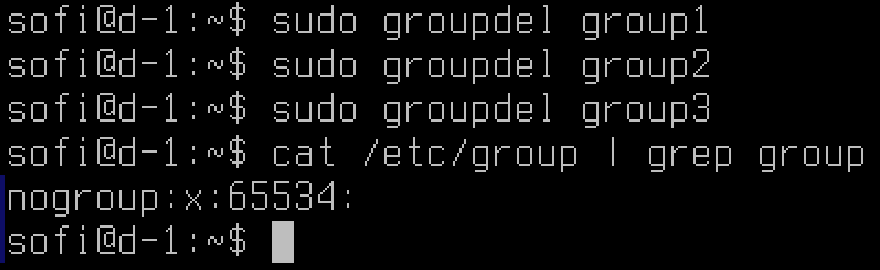 sofi@d-1:~$ sudo groupdel group1
sofi@d-1:~$ sudo groupdel group2
sofi@d-1:~$ sudo groupdel group3
sofi@d-1:~$ cat /etc/group | grep group
nogroup:x:65534:
sofi@d-1:~$